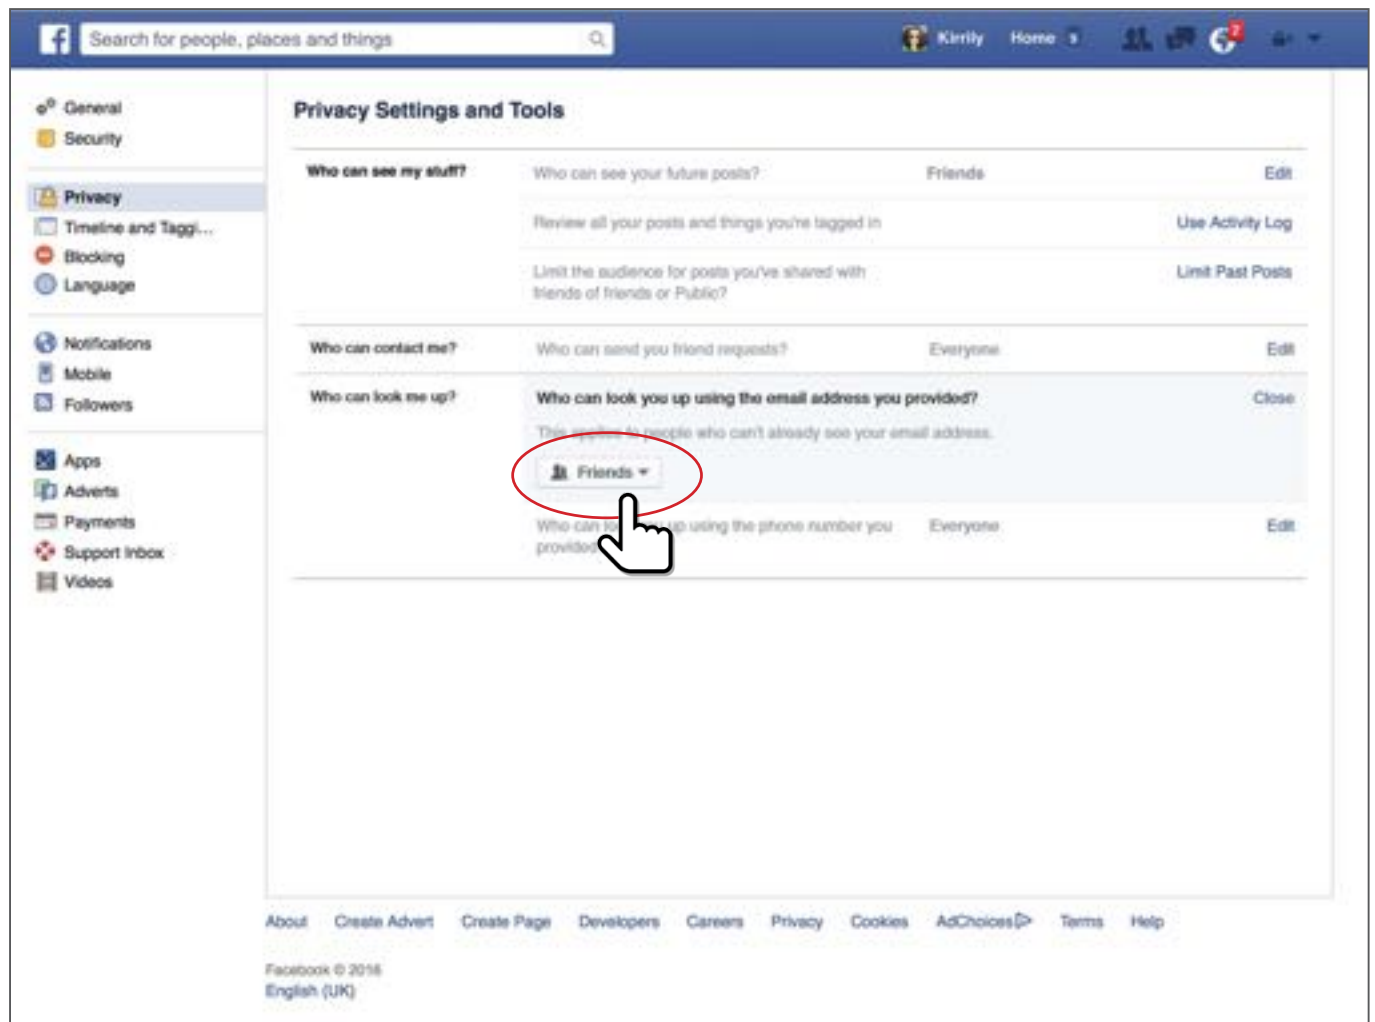 f
Search for people, places and things
Kirrily
Home
2
General
Security
Privacy
Timeline and Taggi...
Blocking
Language
Notifications
Mobile
Followers
Apps
Adverts
Payments
Support Inbox
Videos
Privacy Settings and Tools
Who can see my stuff?
Who can see your future posts?
Friends
Edit
Review all your posts and things you're tagged in
Use Activity Log
Limit the audience for posts you've shared with
friends of friends or Public?
Limit Past Posts
Who can contact me?
Who can send you friend requests?
Everyone
Edit
Who can look me up?
Who can look you up using the email address you provided?
Close
This applies to people who can't already see your email address.
Friends
Who can up using the phone number you
provided
Everyone
Edit
About Create Advert Create Page Developers Careers Privacy Cookies AdChoices Terms Help
Facebook © 2016
English (UK)